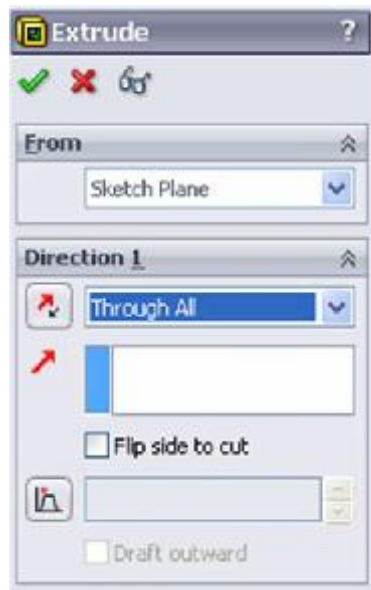 Extrude ?
From
Sketch Plane
Direction 1
Through All
Flip side to cut
Draft outward